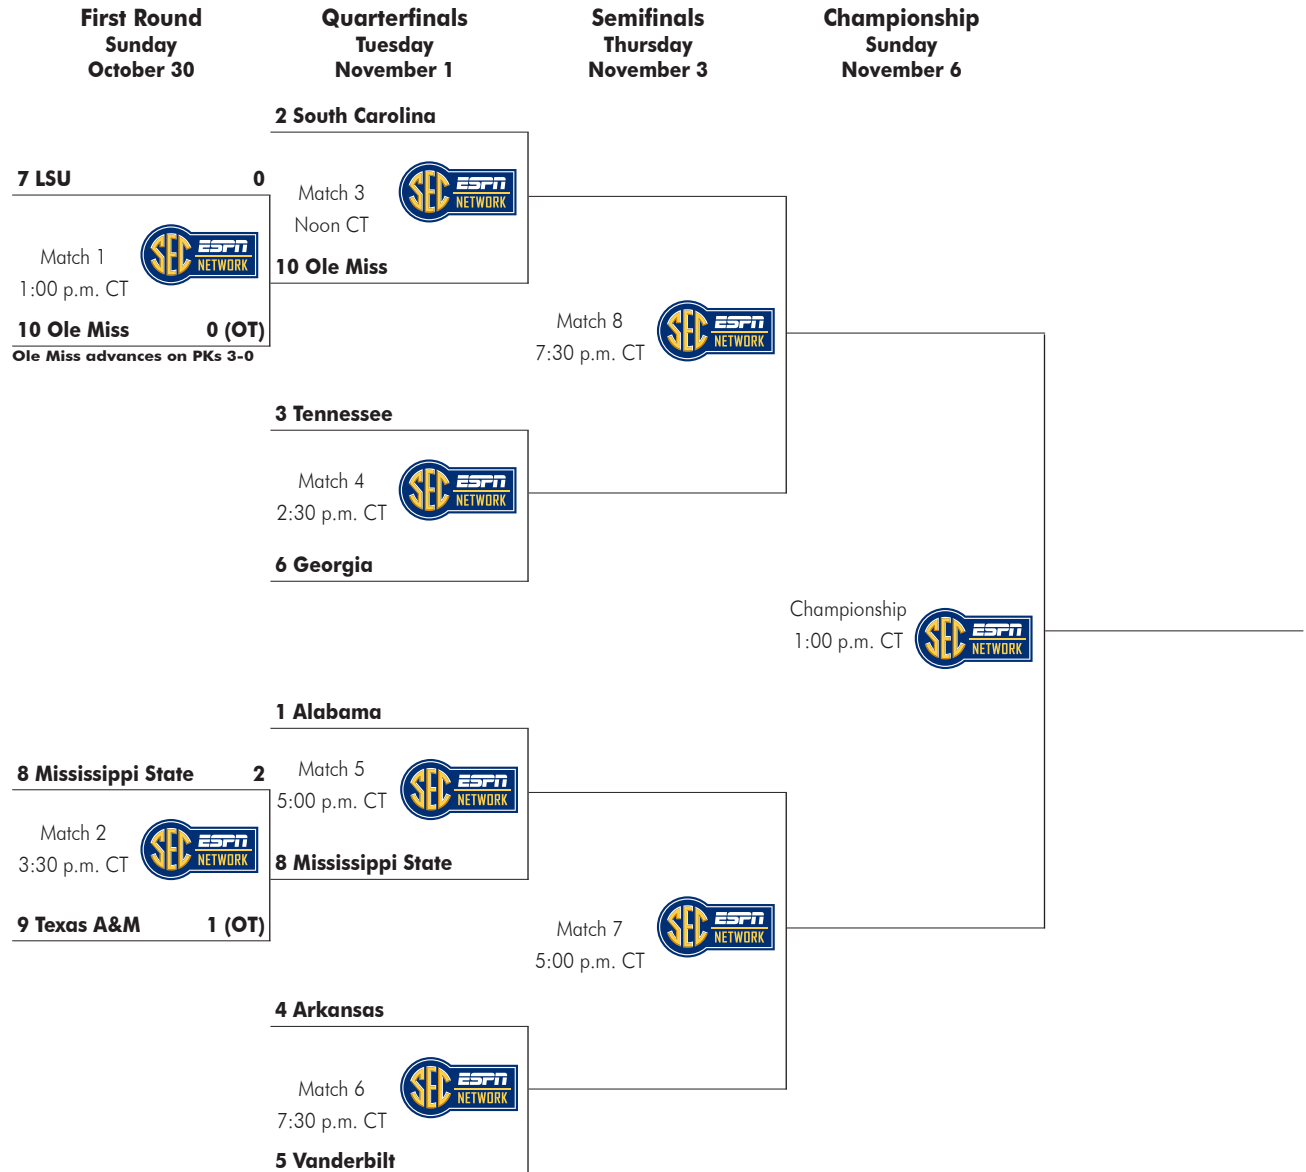 First Round
Sunday
October 30
Quarterfinals
Tuesday
November 1
Semifinals
Thursday
November 3
Championship
Sunday
November 6
2 South Carolina
7 LSU 0
Match 3
Noon CT
SEC ESPN NETWORK
Match 1
1:00 p.m. CT
SEC ESPN NETWORK
10 Ole Miss
10 Ole Miss 0 (OT)
Ole Miss advances on PKs 3-0
Match 8
7:30 p.m. CT
SEC ESPN NETWORK
3 Tennessee
Match 4
2:30 p.m. CT
SEC ESPN NETWORK
6 Georgia
Championship
1:00 p.m. CT
SEC ESPN NETWORK
1 Alabama
8 Mississippi State 2
Match 5
5:00 p.m. CT
SEC ESPN NETWORK
Match 2
3:30 p.m. CT
SEC ESPN NETWORK
8 Mississippi State
9 Texas A&M 1 (OT)
Match 7
5:00 p.m. CT
SEC ESPN NETWORK
4 Arkansas
Match 6
7:30 p.m. CT
SEC ESPN NETWORK
5 Vanderbilt